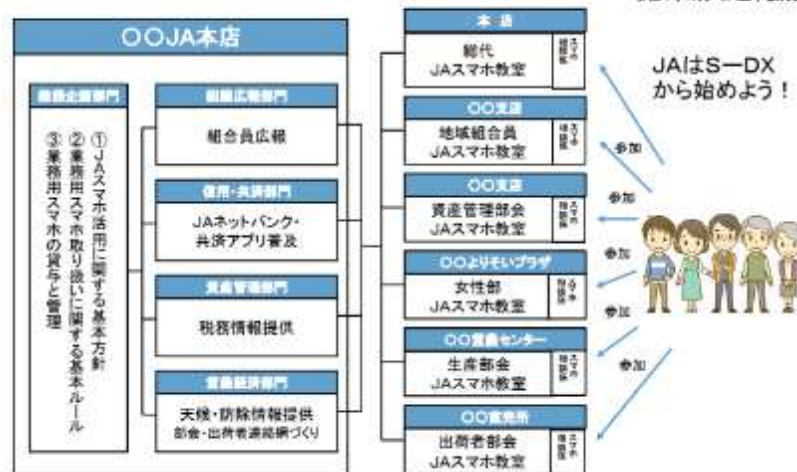 〇〇JA本店
①JAスマホ活用に関する基本方針
②業務用スマホ取り扱いに関する基本ルール
③業務用スマホの貸与と管理
組織広報部門
組合員広報
信用・共済部門
JAネットバンク・
共済アプリ普及
資産管理部門
税務情報提供
営農経済部門
天候・防除情報提供
部会・出荷者連絡網づくり
本店
総代
JAスマホ教室
〇〇支店
地域組合員
JAスマホ教室
〇〇支店
資産管理部会
JAスマホ教室
〇〇よりそいプラザ
女性部
JAスマホ教室
〇〇営農センター
生産部会
JAスマホ教室
〇〇直売所
出荷者部会
JAスマホ教室
JAはS－DX
から始めよう！
参加
参加
参加
参加
参加